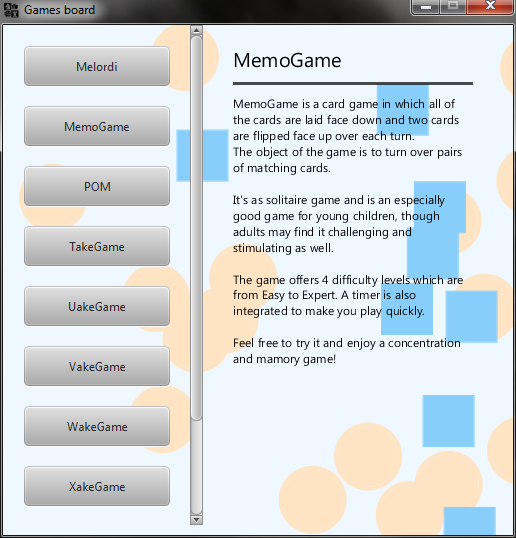 Games board
Melordi
MemoGame
POM
TakeGame
UakeGame
VakeGame
WakeGame
XakeGame
MemoGame
MemoGame is a card game in which all of
the cards are laid face down and two cards
are flipped face up over each turn.
The object of the game is to turn over pairs
of matching cards.
It's as solitaire game and is an especially
good game for young children, though
adults may find it challenging and
stimulating as well.
The game offers 4 difficulty levels which are
from Easy to Expert. A timer is also
integrated to make you play quickly.
Feel free to try it and enjoy a concentration
and mamory game!